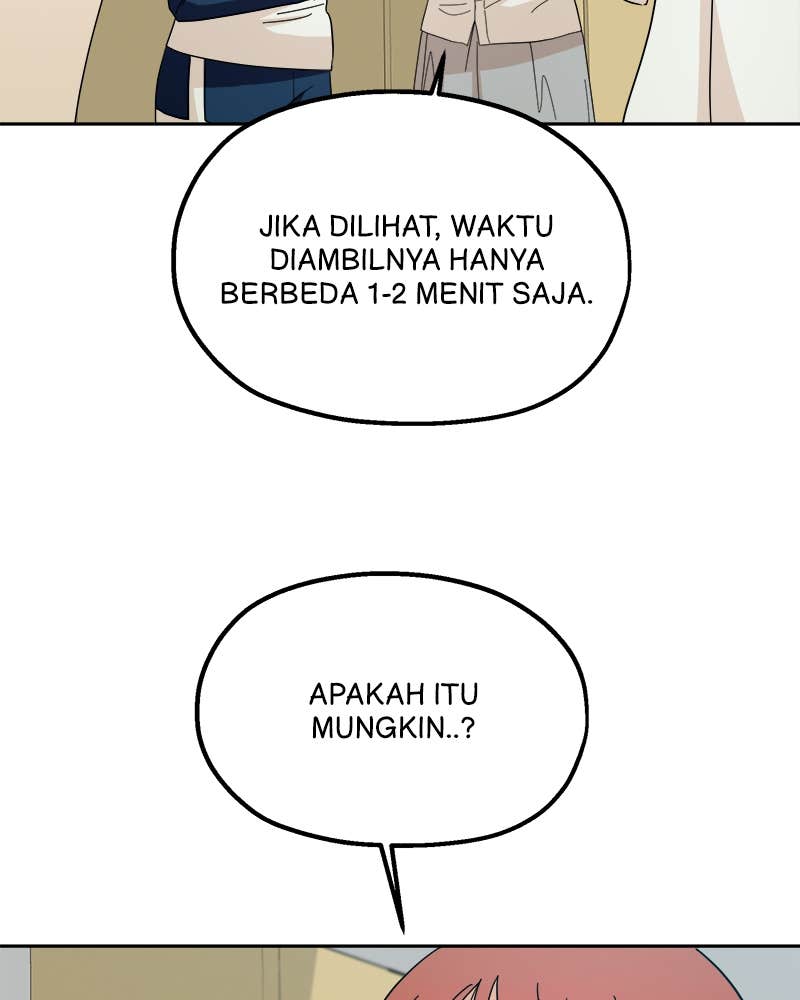 JIKA DILIHAT, WAKTU
DIAMBILNYA HANYA
BERBEDA 1-2 MENIT SAJA.
APAKAH ITU
MUNGKIN..?